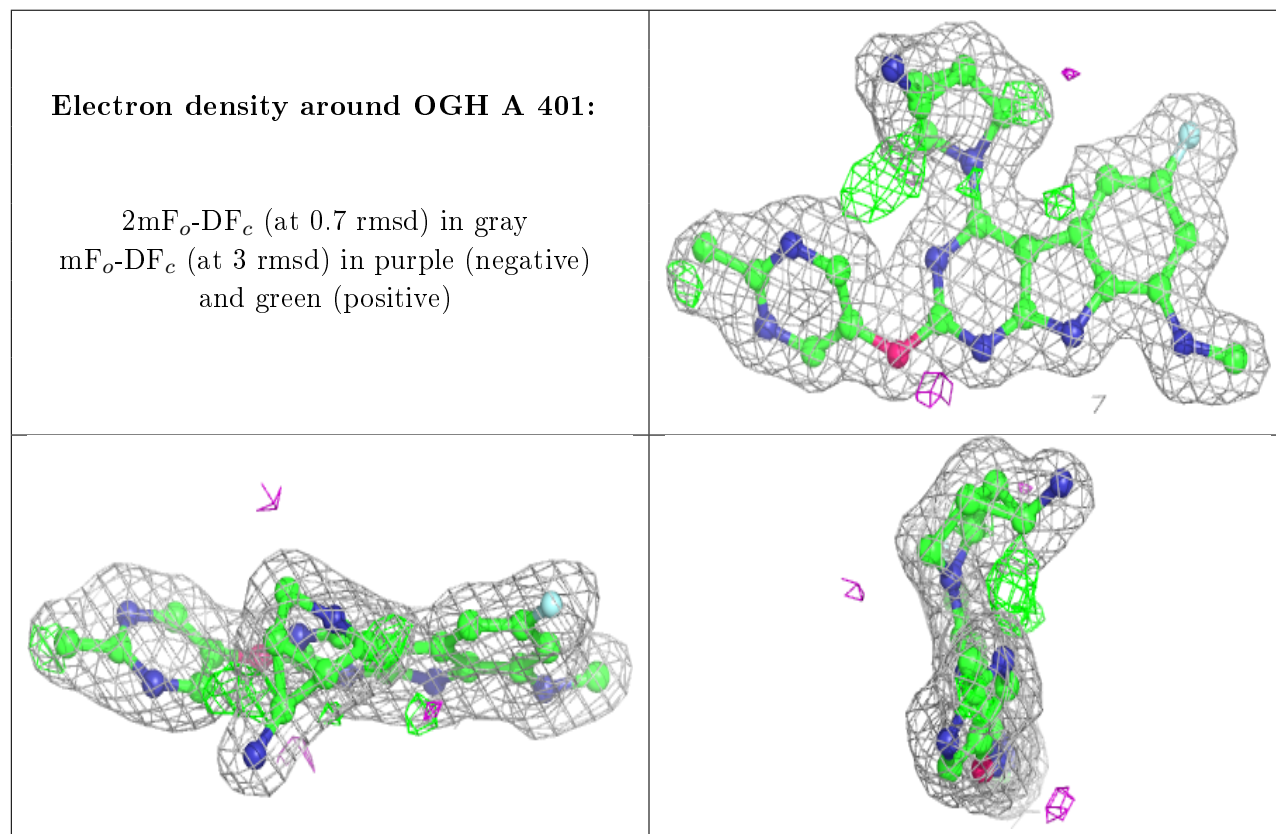 Electron density around OGH A 401:
2mFo-DFc (at 0.7 rmsd) in gray
mFo-DFc (at 3 rmsd) in purple (negative)
and green (positive)